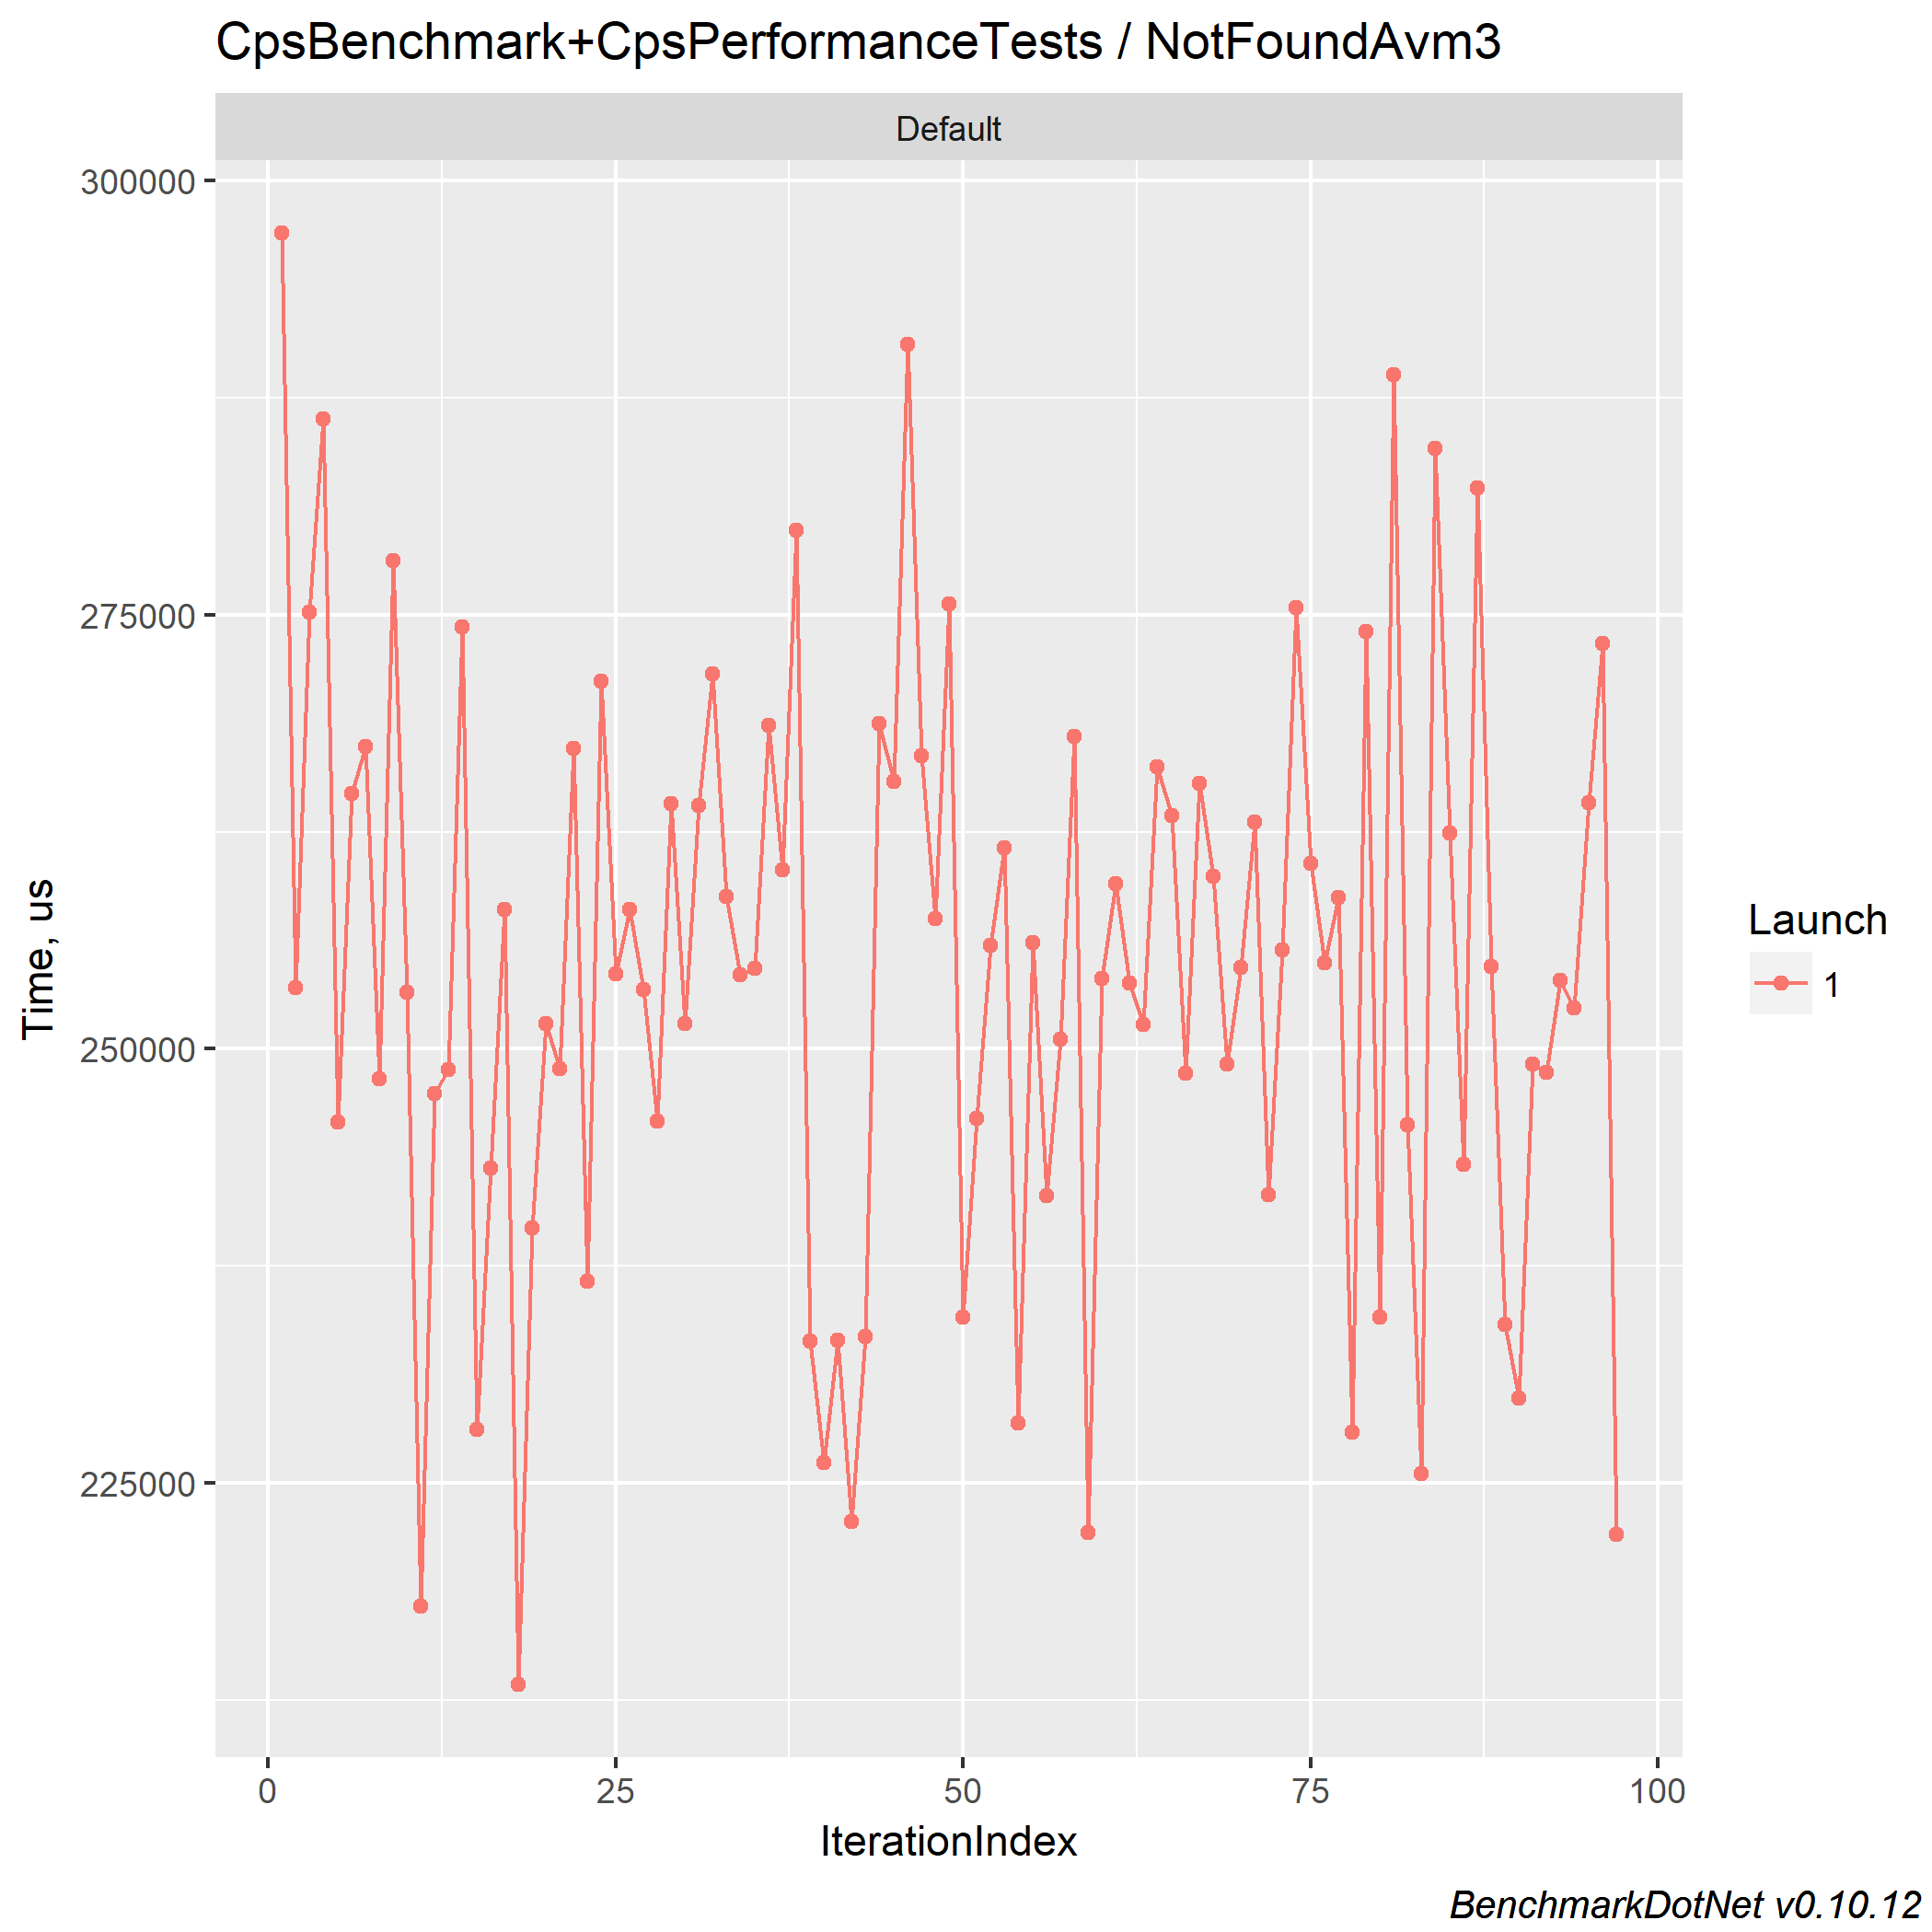 CpsBenchmark+CpsPerformanceTests / NotFoundAvm3
Default
300000
275000
250000
225000
Time, us
0 25 50 75 100
IterationIndex
Launch
1
BenchmarkDotNet v0.10.12